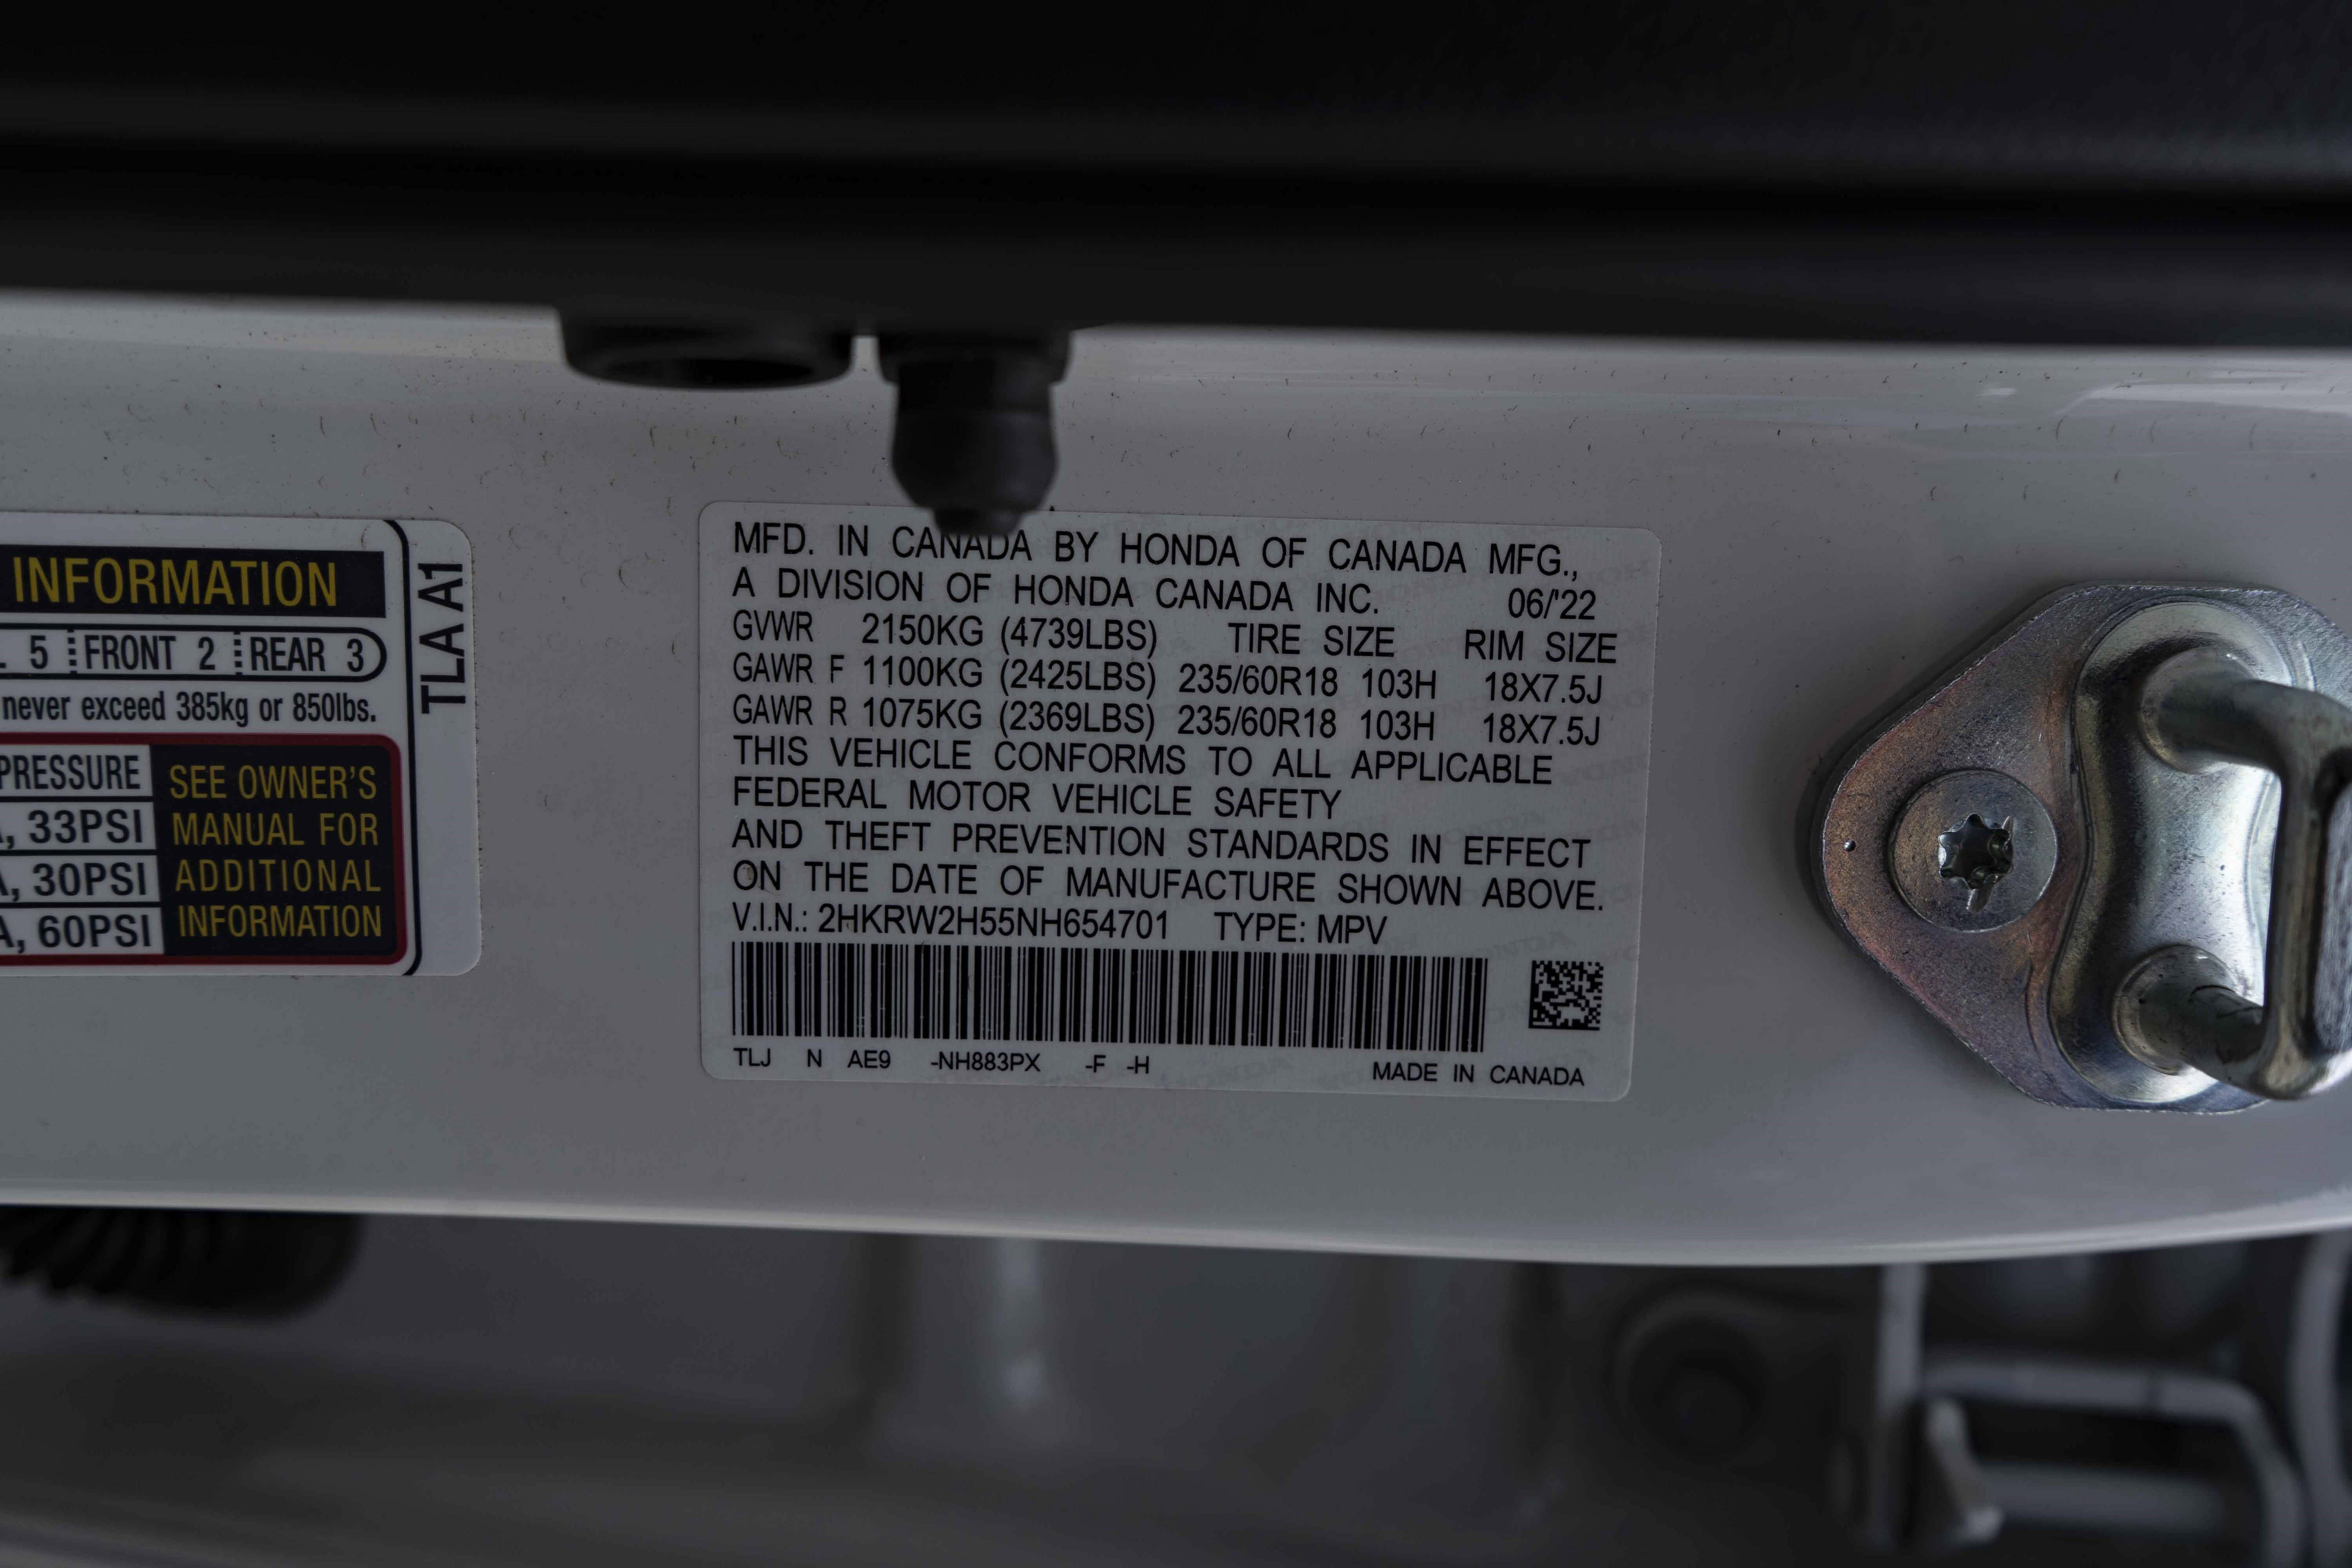 INFORMATION
5 FRONT 2 REAR 3
never exceed 385kg or 850lbs.
PRESSURE
, 33PSI
, 30PSI
, 60PSI
SEE OWNER'S
MANUAL FOR
ADDITIONAL
INFORMATION
TLA A1
MFD. IN CANADA BY HONDA OF CANADA MFG.,
A DIVISION OF HONDA CANADA INC. 06/'22
GVWR 2150KG (4739LBS) TIRE SIZE RIM SIZE
GAWR F 1100KG (2425LBS) 235/60R18 103H 18X7.5J
GAWR R 1075KG (2369LBS) 235/60R18 103H 18X7.5J
THIS VEHICLE CONFORMS TO ALL APPLICABLE
FEDERAL MOTOR VEHICLE SAFETY
AND THEFT PREVENTION STANDARDS IN EFFECT
ON THE DATE OF MANUFACTURE SHOWN ABOVE.
V.I.N.: 2HKRW2H55NH654701 TYPE: MPV
TLJ N AE9 -NH883PX -F -H MADE IN CANADA